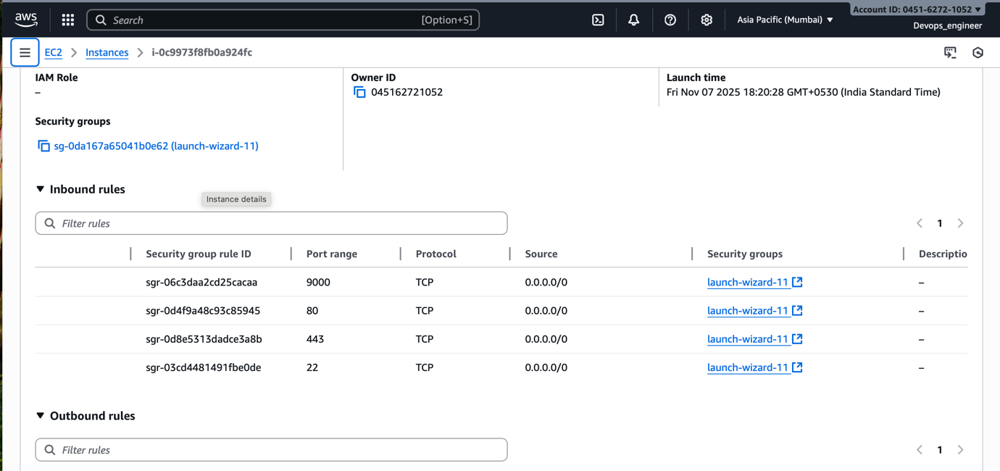 aws
Search [Option+S] Asia Pacific (Mumbai) Account ID: 0451-6272-1052
Devops_engineer
EC2 Instances i-0c9973f8fb0a924fc
IAM Role
–
Owner ID
045162721052
Launch time
Fri Nov 07 2025 18:20:28 GMT+0530 (India Standard Time)
Security groups
sg-0da167a65041b0e62 (launch-wizard-11)
Inbound rules
Instance details
Filter rules 1
Security group rule ID Port range Protocol Source Security groups Descriptio
sgr-06c3daa2cd25cacaa 9000 TCP 0.0.0.0/0 launch-wizard-11 –
sgr-0d4f9a48c93c85945 80 TCP 0.0.0.0/0 launch-wizard-11 –
sgr-0d8e5313dadce3a8b 443 TCP 0.0.0.0/0 launch-wizard-11 –
sgr-03cd4481491fbe0de 22 TCP 0.0.0.0/0 launch-wizard-11 –
Outbound rules
Filter rules 1